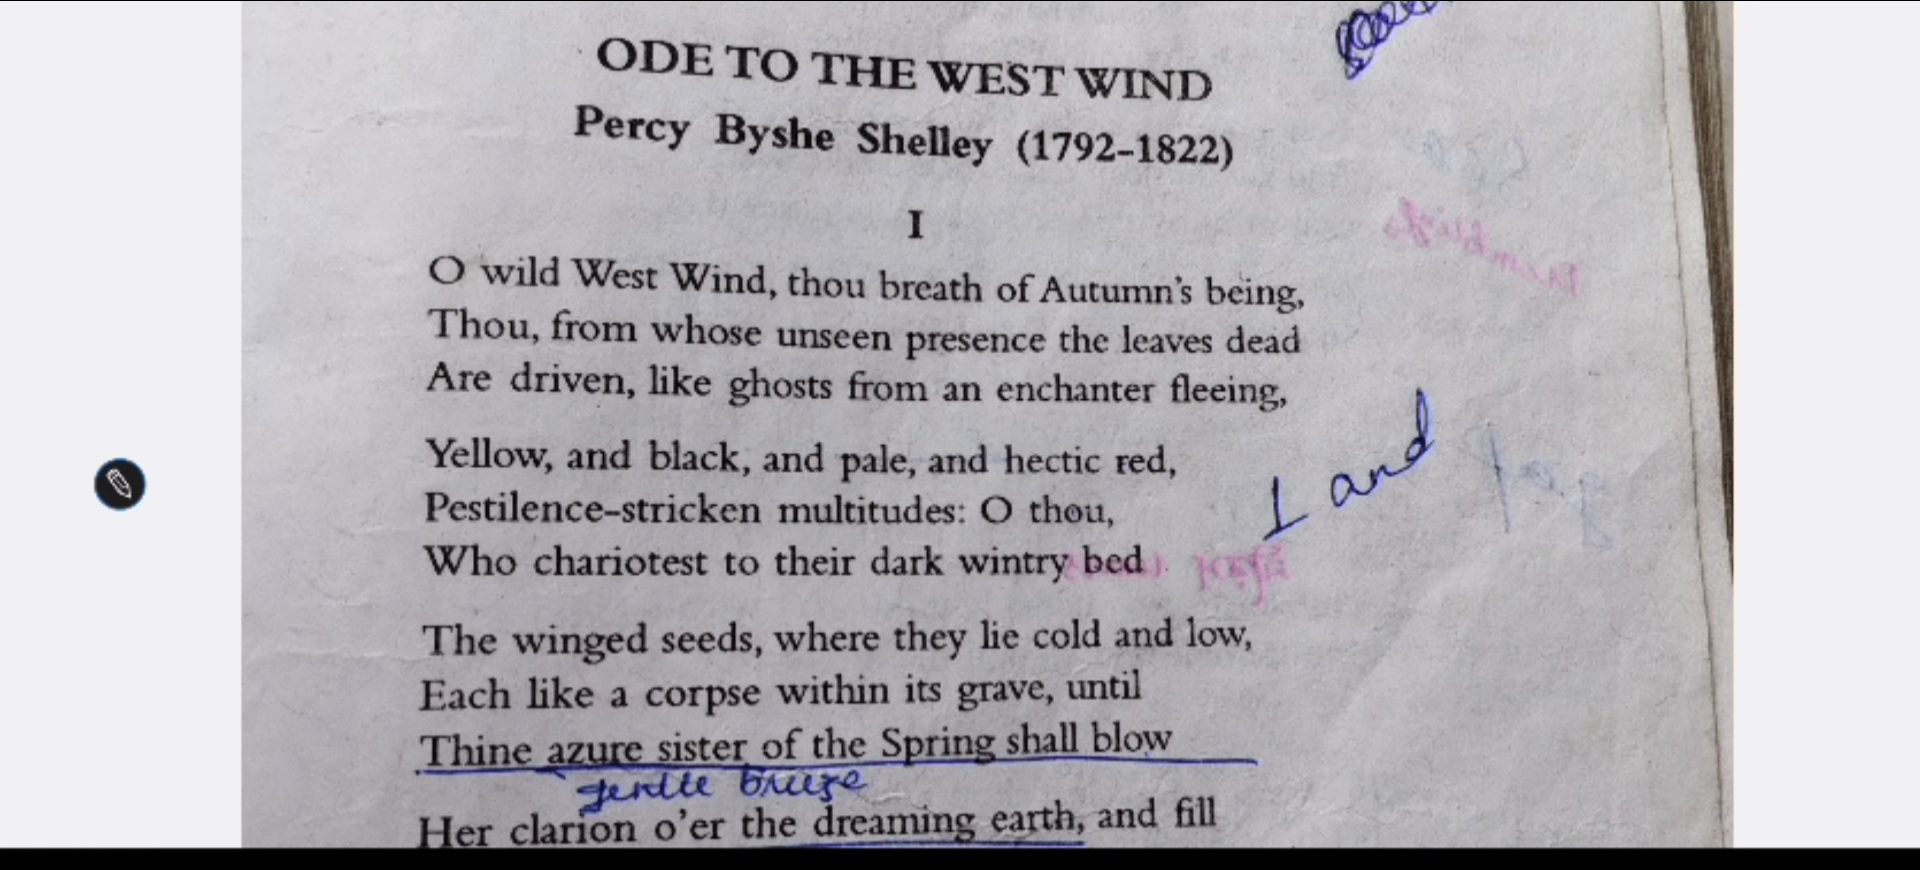 ODE TO THE WEST WIND
Percy Byshe Shelley (1792–1822)
I
O wild West Wind, thou breath of Autumn's being,
Thou, from whose unseen presence the leaves dead
Are driven, like ghosts from an enchanter fleeing,
Yellow, and black, and pale, and hectic red,
Pestilence-stricken multitudes: O thou,
Who chariotest to their dark wintry bed
Land
The winged seeds, where they lie cold and low,
Each like a corpse within its grave, until
Thine azure sister of the Spring shall blow
gentle breeze
Her clarion o'er the dreaming earth, and fill